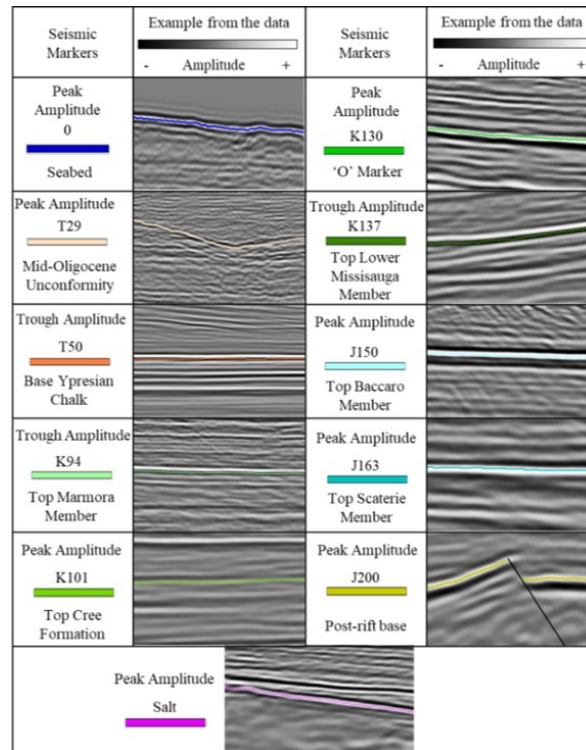 Seismic
Markers
Example from the data
- Amplitude +
Seismic
Markers
Example from the data
- Amplitude +
Peak
Amplitude
0
Seabed
Peak
Amplitude
K130
‘O’ Marker
Peak Amplitude
T29
Mid-Oligocene
Unconformity
Trough Amplitude
K137
Top Lower
Missisauga
Member
Trough Amplitude
T50
Base Ypresian
Chalk
Peak Amplitude
J150
Top Baccaro
Member
Trough Amplitude
K94
Top Marmora
Member
Peak Amplitude
J163
Top Scaterie
Member
Peak Amplitude
K101
Top Cree
Formation
Peak Amplitude
J200
Post-rift base
Peak Amplitude
Salt